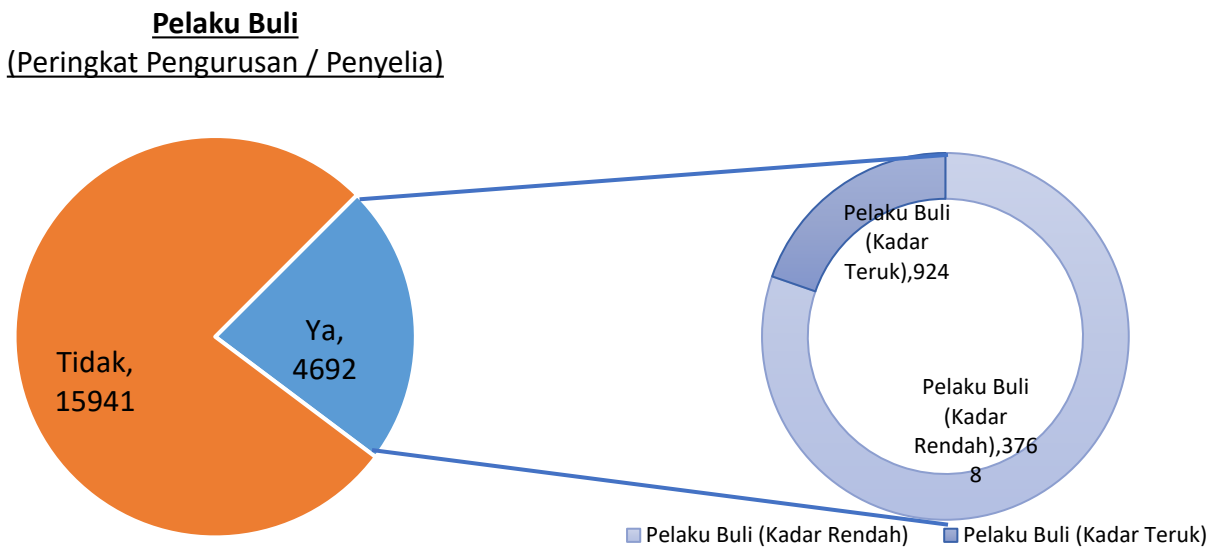 Pelaku Buli
(Peringkat Pengurusan / Penyelia)
Tidak,
15941
Ya,
4692
Pelaku Buli
(Kadar
Teruk),924
Pelaku Buli
(Kadar
Rendah),376
8
Pelaku Buli (Kadar Rendah)
Pelaku Buli (Kadar Teruk)